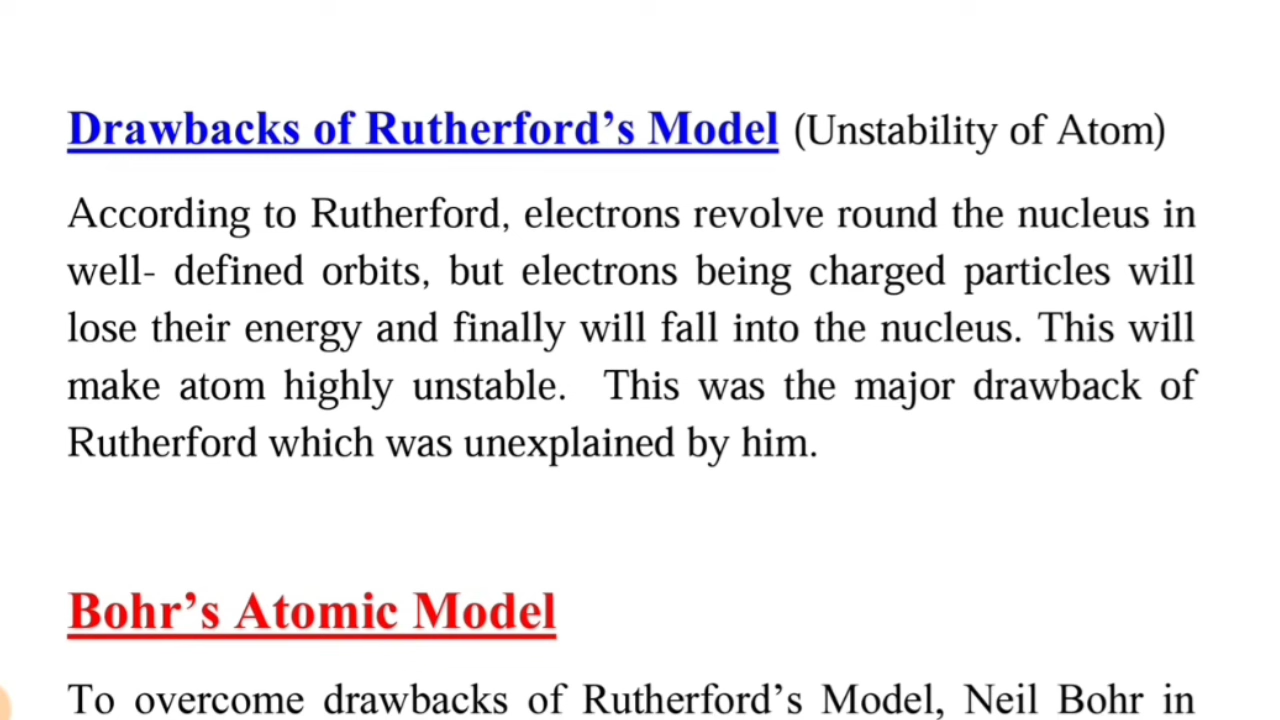 Drawbacks of Rutherford’s Model (Unstability of Atom)
According to Rutherford, electrons revolve round the nucleus in
well- defined orbits, but electrons being charged particles will
lose their energy and finally will fall into the nucleus. This will
make atom highly unstable.  This was the major drawback of
Rutherford which was unexplained by him.
Bohr’s Atomic Model
To overcome drawbacks of Rutherford’s Model, Neil Bohr in